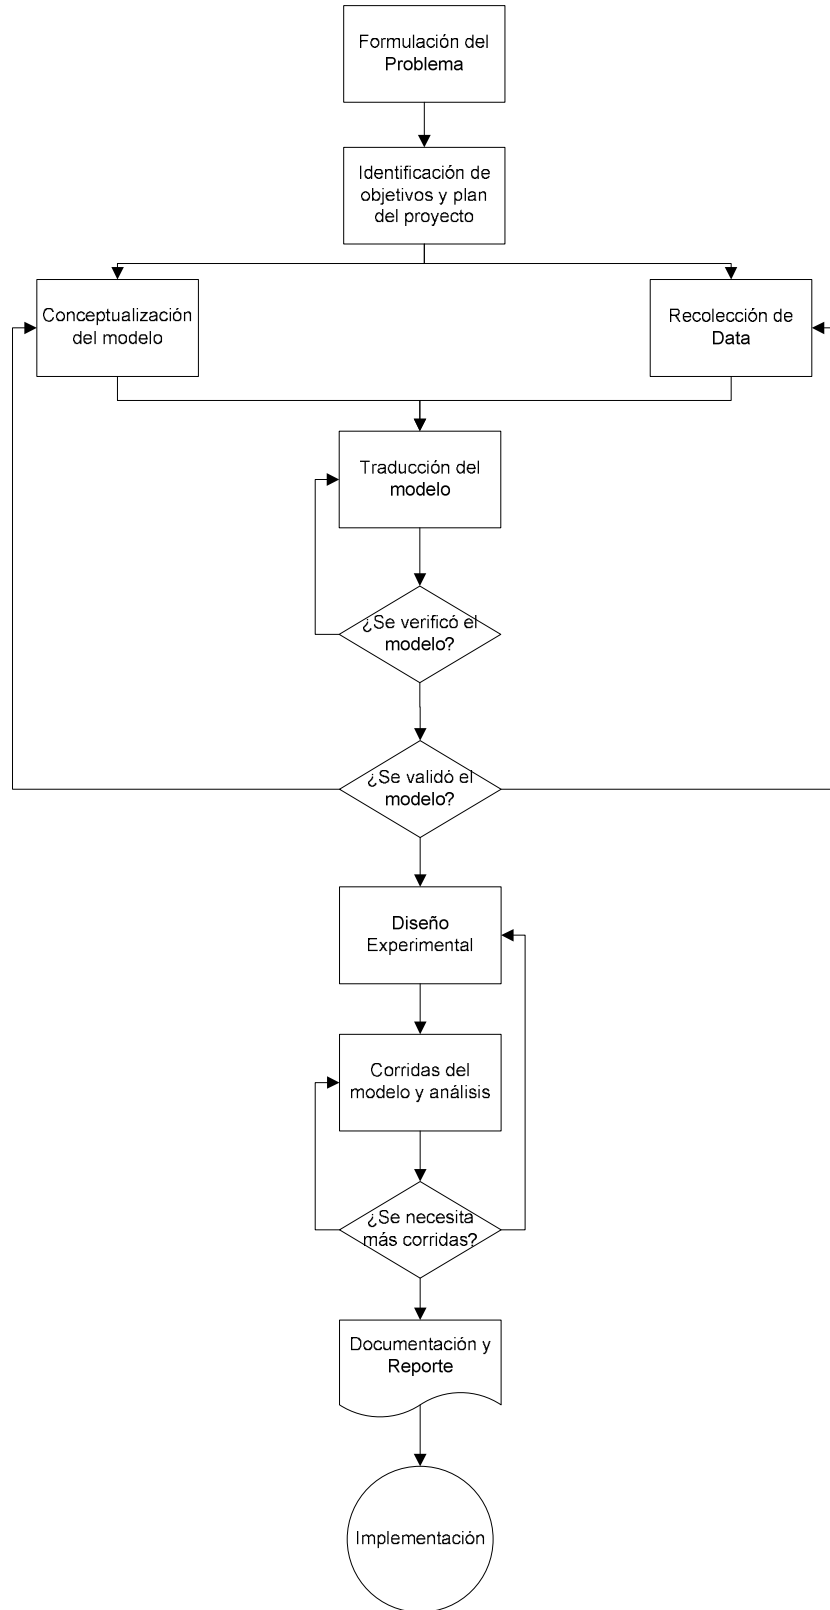 Formulación del
Problema
Identificación de
objetivos y plan
del proyecto
Conceptualización
del modelo
Recolección de
Data
Traducción del
modelo
¿Se verificó el
modelo?
¿Se validó el
modelo?
Diseño
Experimental
Corridas del
modelo y análisis
¿Se necesita
más corridas?
Documentación y
Reporte
Implementación